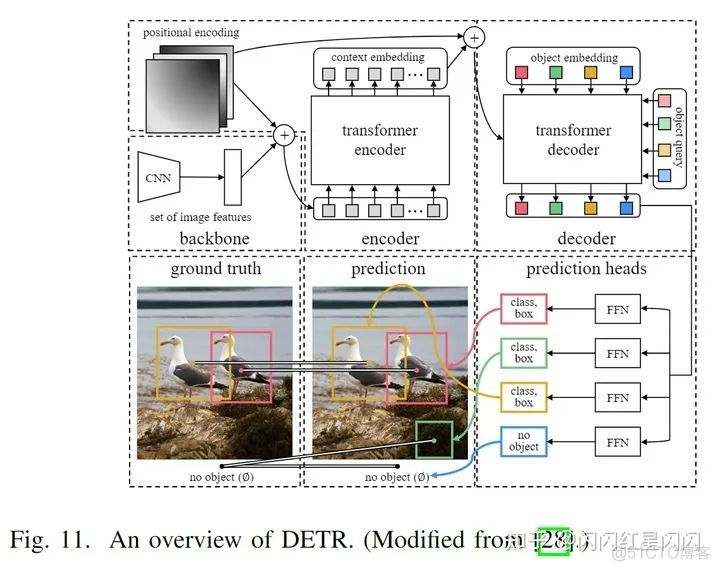 positional encoding
CNN
set of image features
backbone
context embedding
transformer
encoder
encoder
object embedding
transformer
decoder
object query
decoder
ground truth
prediction
prediction heads
class,
box
FFN
class,
box
FFN
class,
box
FFN
no
object
FFN
no object (Ø)
no object (Ø)
Fig. 11. An overview of DETR. (Modified from [28].)
知乎 @闪闪红星闪闪
@51CTO博客